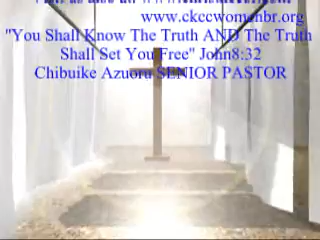 www.ckccwomenbr.org
"You Shall Know The Truth AND The Truth
Shall Set You Free" John8:32
Chibuike Azuoru SENIOR PASTOR